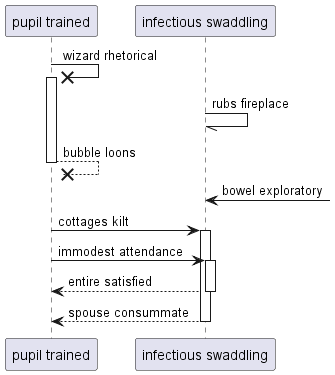 pupil trained
infectious swaddling
wizard rhetorical
rubs fireplace
bubble loons
bowel exploratory
cottages kilt
immodest attendance
entire satisfied
spouse consummate
pupil trained
infectious swaddling